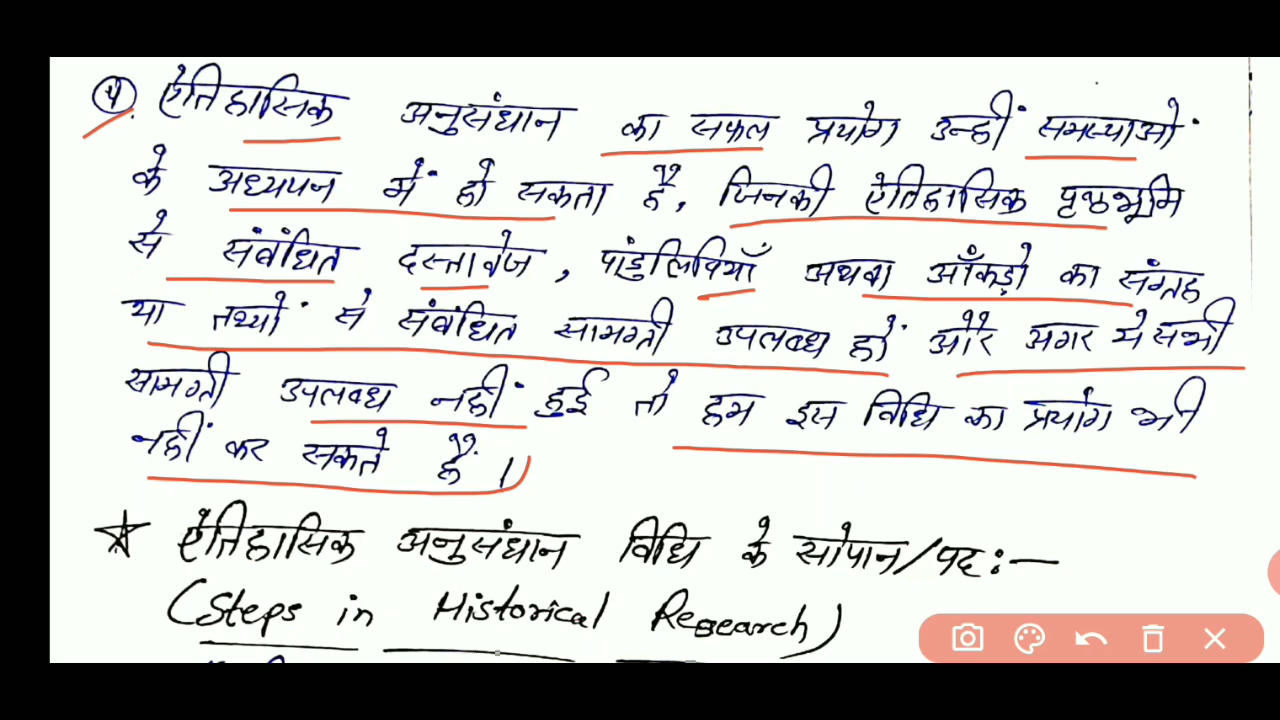 ४. ऐतिहासिक अनुसंधान का सफल प्रयोग उन्हीं समस्याओं
के अध्ययन में हो सकता है, जिनकी ऐतिहासिक पृष्ठभूमि
से संबंधित दस्तावेज, पांडुलिपियाँ अथवा आँकड़ो का संग्रह
या तथ्यों से संबंधित सामग्री उपलब्ध हों और अगर ये सभी
सामग्री उपलब्ध नहीं हुई तो हम इस विधि का प्रयोग भी
नहीं कर सकते हैं।
☆ ऐतिहासिक अनुसंधान विधि के सोपान/पद:—
(Steps in Historical Research)